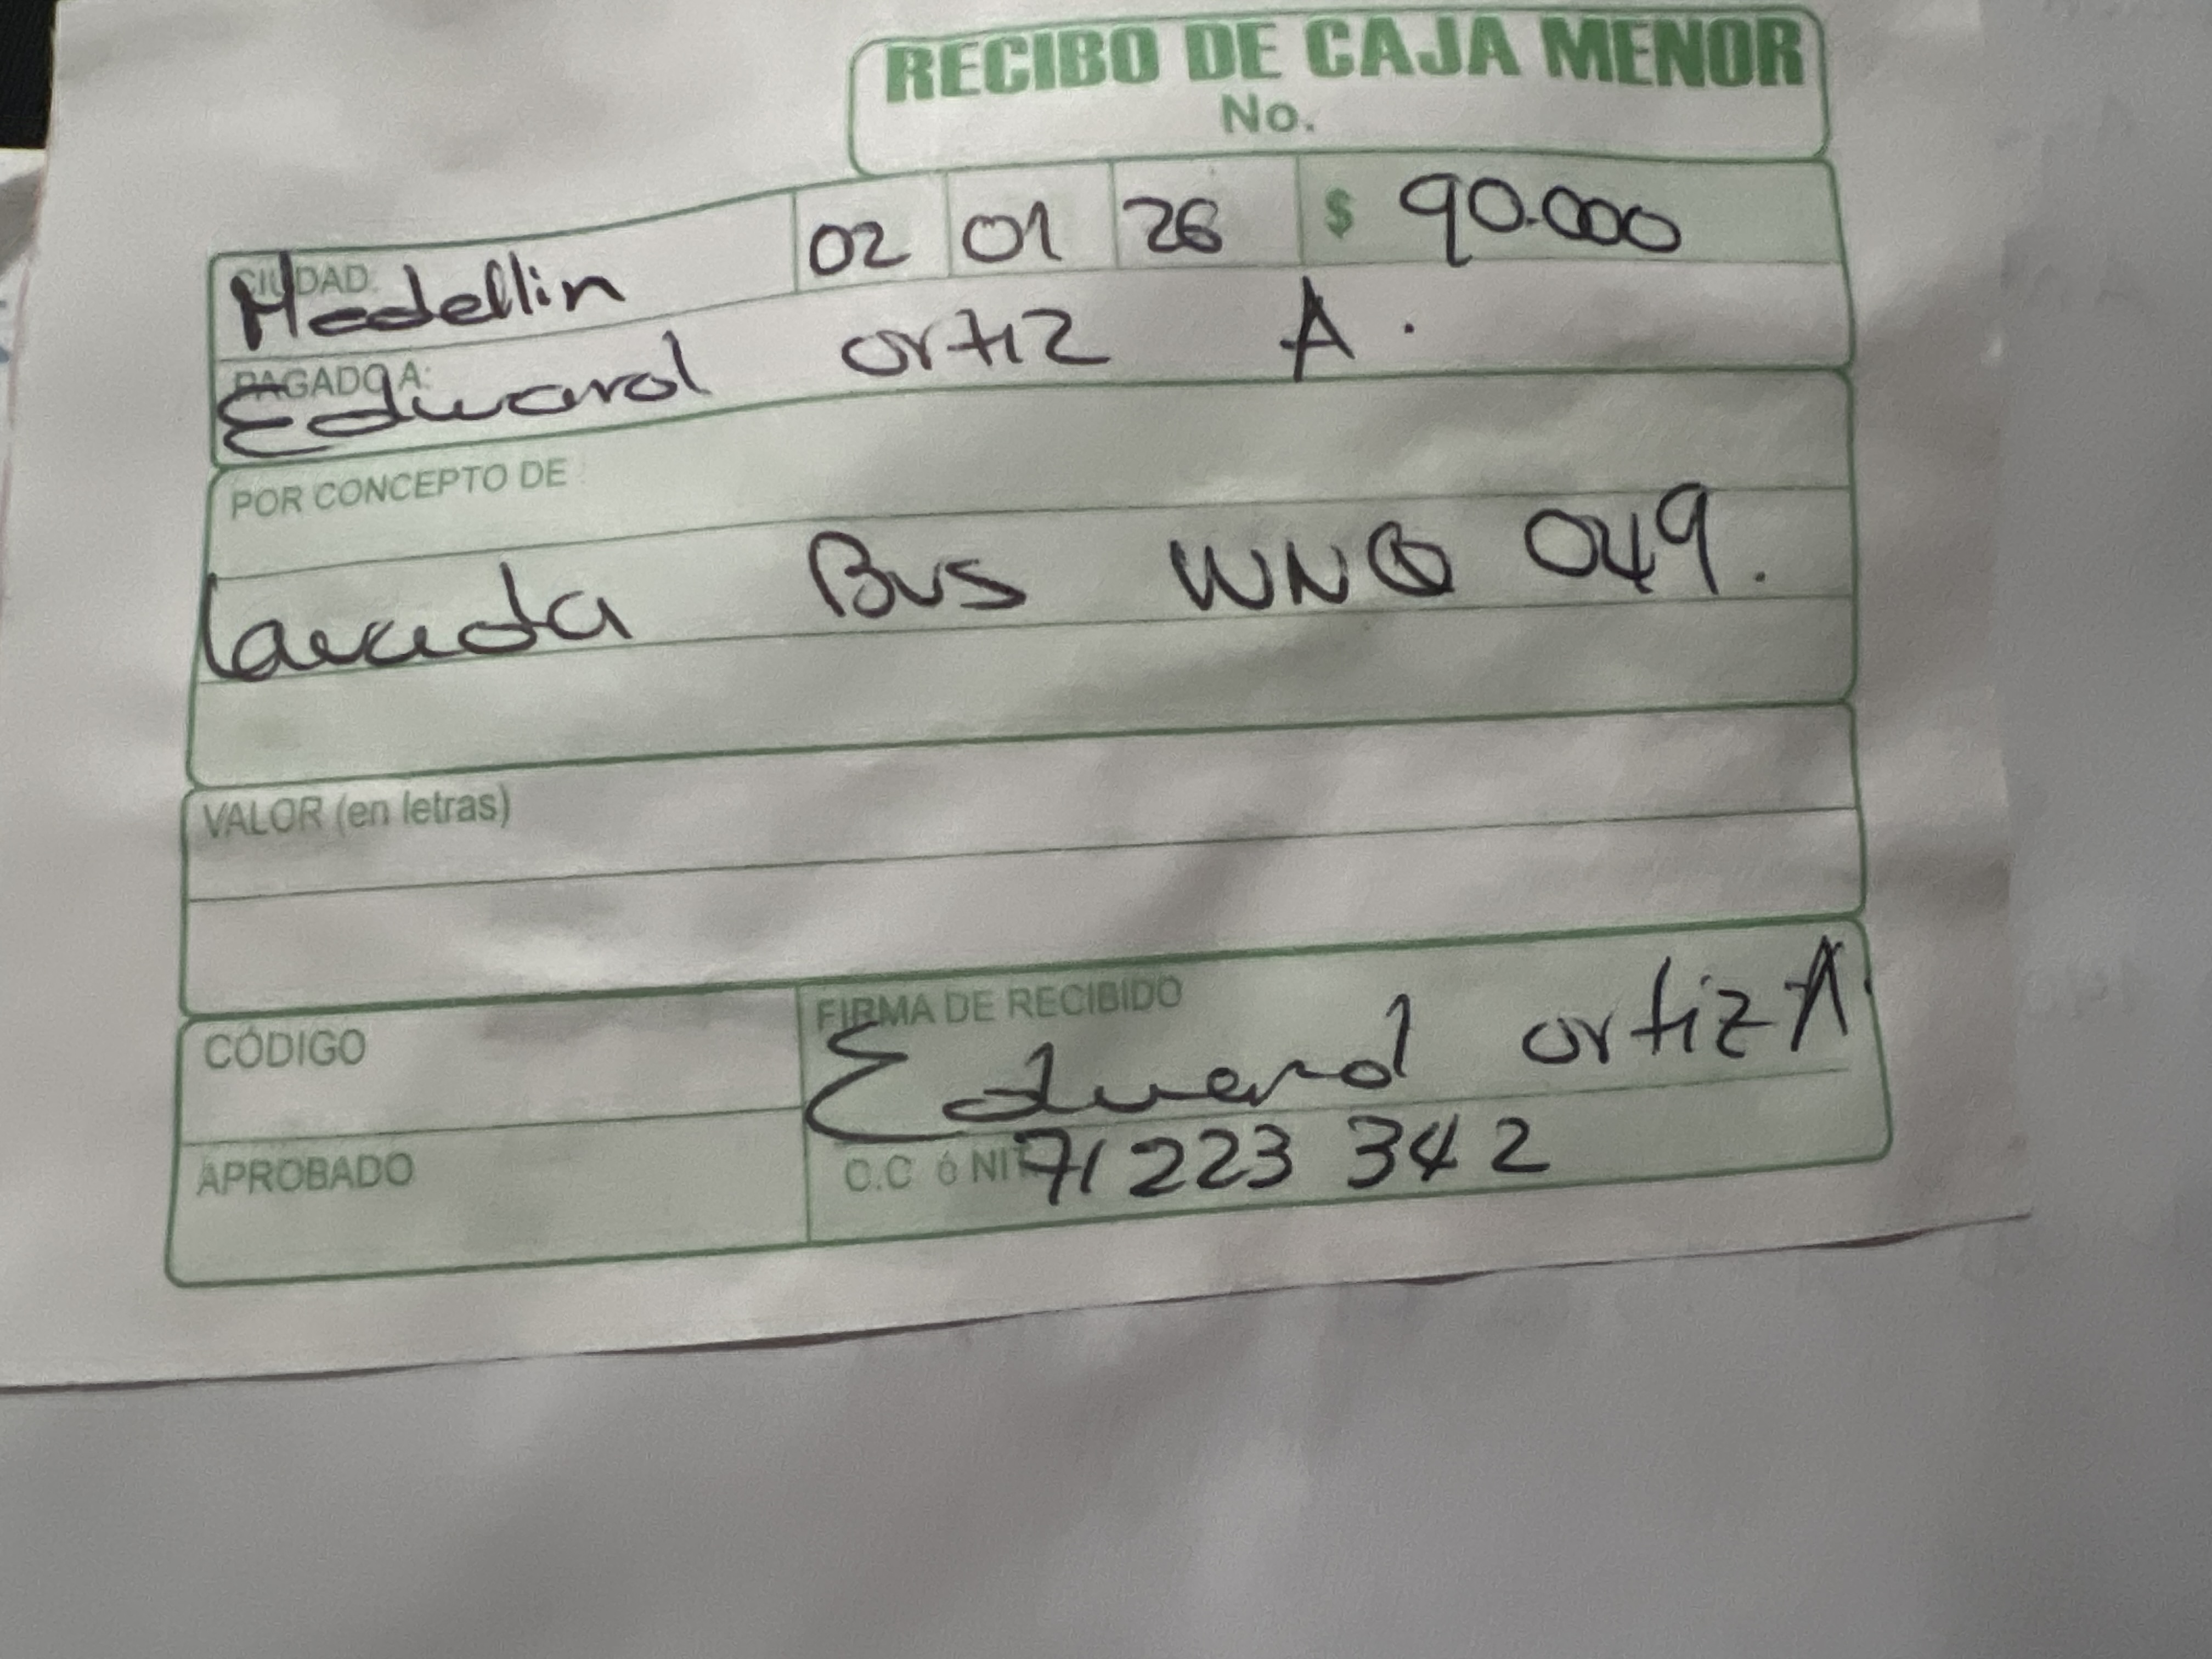 RECIBO DE CAJA MENOR
No.
CIUDAD. Medellin 02 01 26 $ 90.000
PAGADO A: Edward ortiz A.
POR CONCEPTO DE
lavada Bus WNQ 049.
VALOR (en letras)
CÓDIGO
FIRMA DE RECIBIDO
Edward ortiz A.
APROBADO
C.C ó NIT 71 223 342